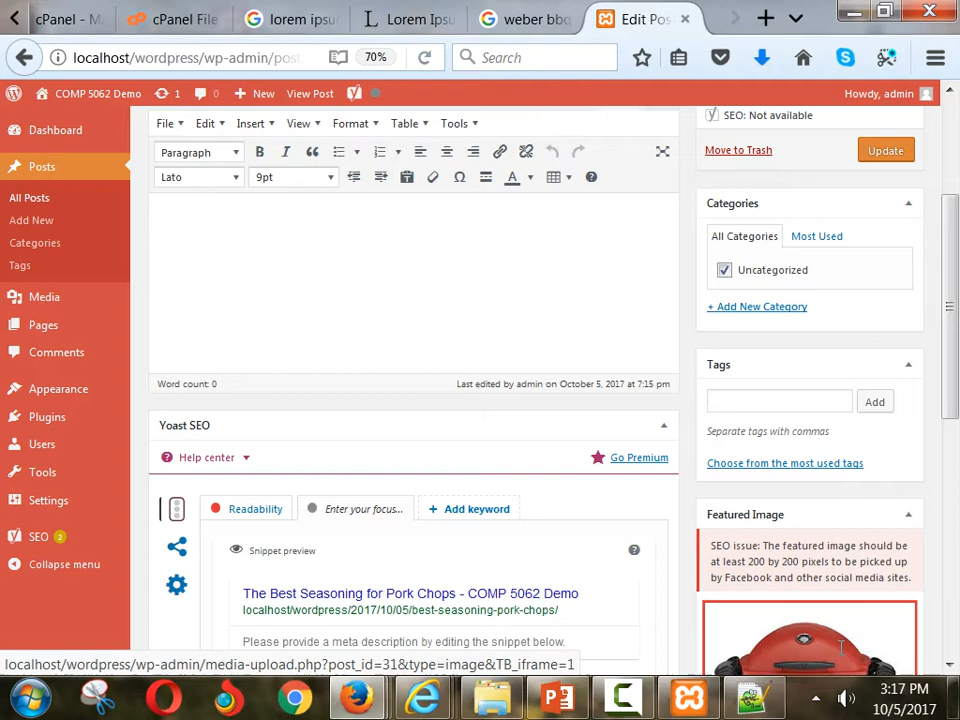 cPanel - M
cPanel File
lorem ipsu
Lorem Ipsu
weber bbq
Edit Pos
localhost/wordpress/wp-admin/post
70%
Search
COMP 5062 Demo
1
0
New
View Post
Howdy, admin
Dashboard
Posts
All Posts
Add New
Categories
Tags
Media
Pages
Comments
Appearance
Plugins
Users
Tools
Settings
SEO 2
Collapse menu
File
Edit
Insert
View
Format
Table
Tools
Paragraph
B
I
Lato
9pt
A
Word count: 0
Last edited by admin on October 5, 2017 at 7:15 pm
Yoast SEO
Help center
Go Premium
Readability
Enter your focus...
+ Add keyword
Snippet preview
The Best Seasoning for Pork Chops - COMP 5062 Demo
localhost/wordpress/2017/10/05/best-seasoning-pork-chops/
Please provide a meta description by editing the snippet below.
SEO: Not available
Move to Trash
Update
Categories
All Categories
Most Used
Uncategorized
+ Add New Category
Tags
Add
Separate tags with commas
Choose from the most used tags
Featured Image
SEO issue: The featured image should be
at least 200 by 200 pixels to be picked up
by Facebook and other social media sites.
localhost/wordpress/wp-admin/media-upload.php?post_id=31&type=image&TB_iframe=1
3:17 PM
10/5/2017